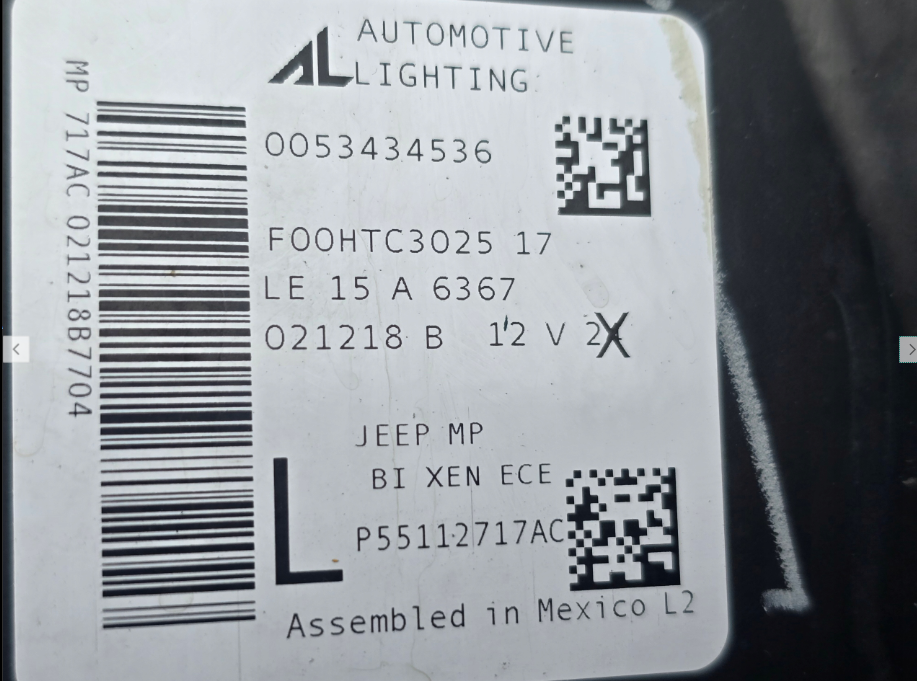 AL AUTOMOTIVE
LIGHTING
0053434536
F00HTC3025 17
LE 15 A 6367
021218 B 12 V 2X
JEEP MP
BI XEN ECE
L
P55112717AC
Assembled in Mexico L2
MP 717AC 021218B7704